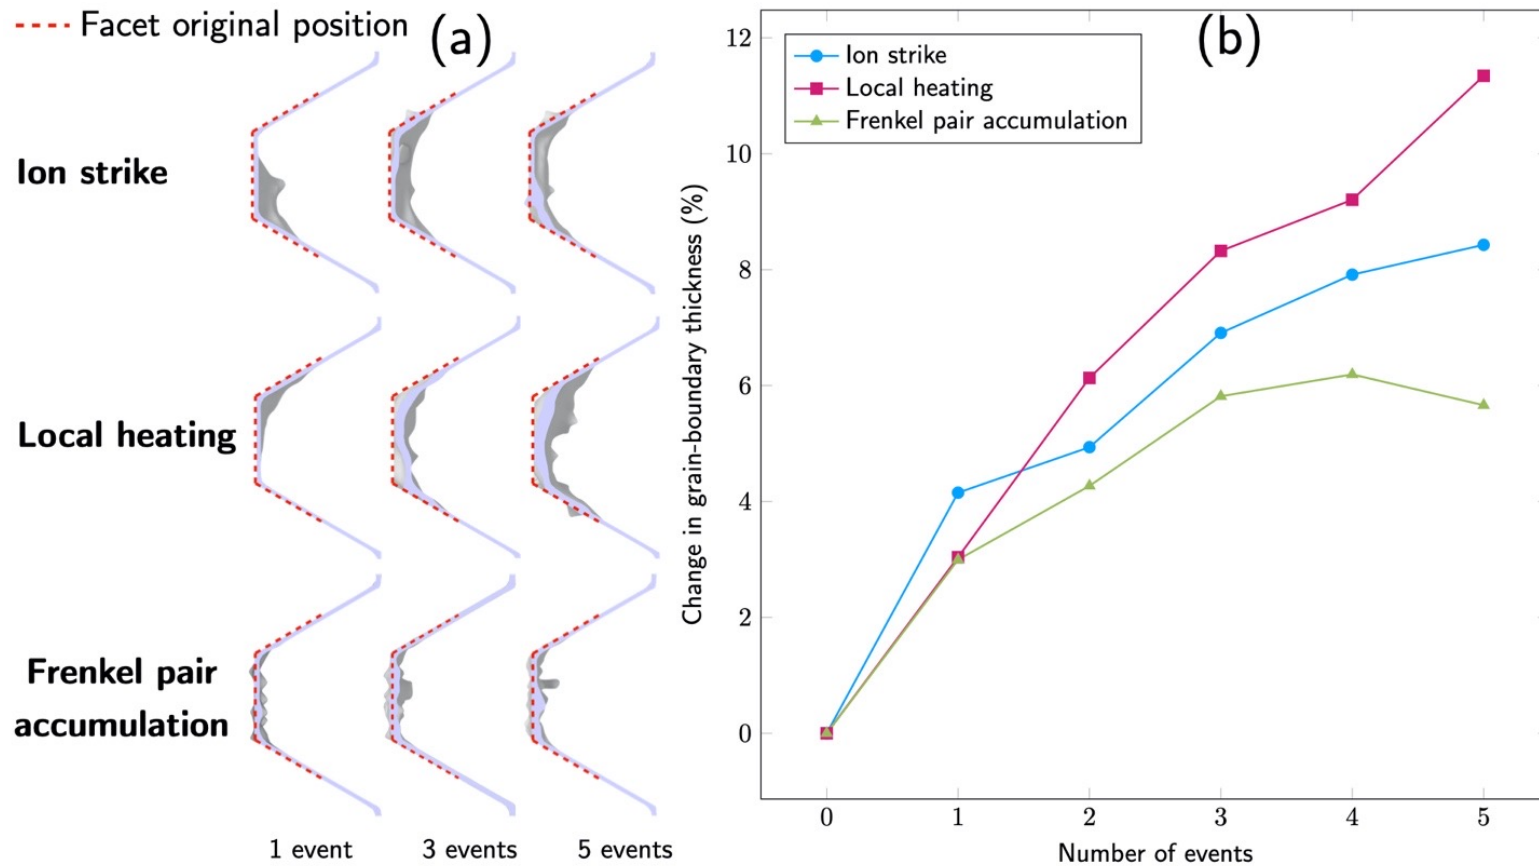 Facet original position
(a)
Ion strike
Local heating
Frenkel pair
accumulation
1 event
3 events
5 events
(b)
Ion strike
Local heating
Frenkel pair accumulation
Change in grain-boundary thickness (%)
12
10
8
6
4
2
0
0 1 2 3 4 5
Number of events